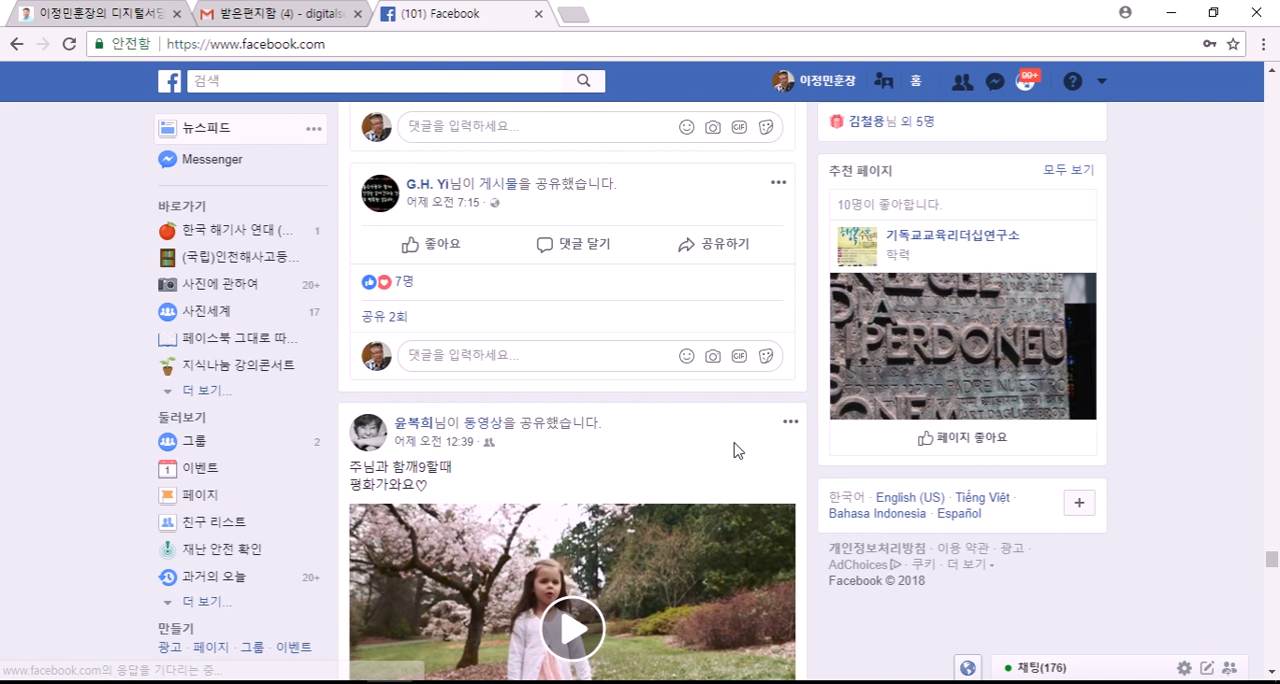 이정민훈장의 디지털서당
받은편지함 (4) - digitalse
(101) Facebook
안전함
https://www.facebook.com
검색
이정민훈장
홈
99+
뉴스피드
Messenger
바로가기
한국 해기사 연대 (... 1
(국립)인천해사고등...
사진에 관하여 20+
사진세계 17
페이스북 그대로 따...
지식나눔 강의콘서트
더 보기...
둘러보기
그룹 2
이벤트
페이지
친구 리스트
재난 안전 확인
과거의 오늘 20+
더 보기...
만들기
광고 · 페이지 · 그룹 · 이벤트
www.facebook.com의 응답을 기다리는 중...
댓글을 입력하세요...
GIF
G.H. Yi님이 게시물을 공유했습니다.
어제 오전 7:15 ·
좋아요
댓글 달기
공유하기
7명
공유 2회
댓글을 입력하세요...
GIF
윤복희님이 동영상을 공유했습니다.
어제 오전 12:39 ·
주님과 함깨9할때
평화가와요♡
김철용님 외 5명
추천 페이지
모두 보기
10명이 좋아합니다.
기독교교육리더십연구소
학력
PERDONEU
PADRE NUESTRO
페이지 좋아요
한국어 · English (US) · Tiếng Việt ·
Bahasa Indonesia · Español
개인정보처리방침 · 이용 약관 · 광고 ·
AdChoices · 쿠키 · 더 보기
Facebook © 2018
채팅(176)